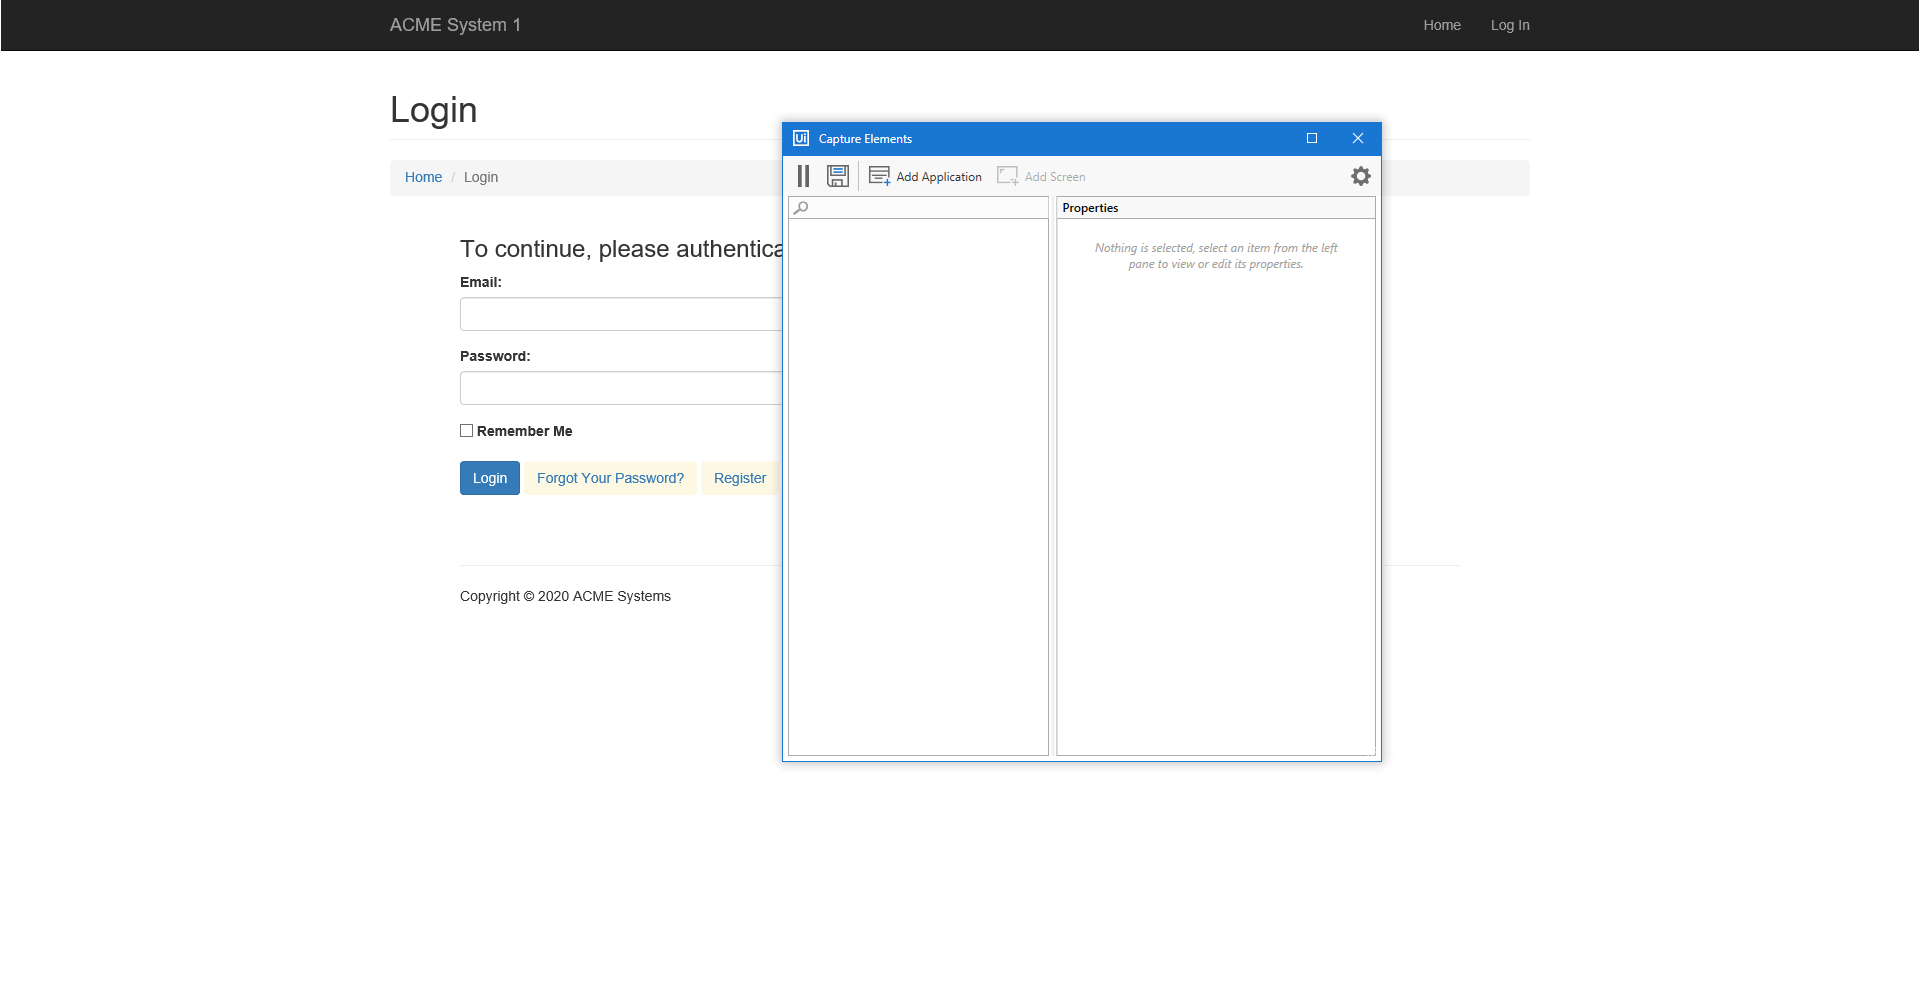 ACME System 1
Home
Log In
Login
Home / Login
To continue, please authentica
Email:
Password:
Remember Me
Login
Forgot Your Password?
Register
Copyright © 2020 ACME Systems
Ui
Capture Elements
Add Application
Add Screen
Properties
Nothing is selected, select an item from the left
pane to view or edit its properties.